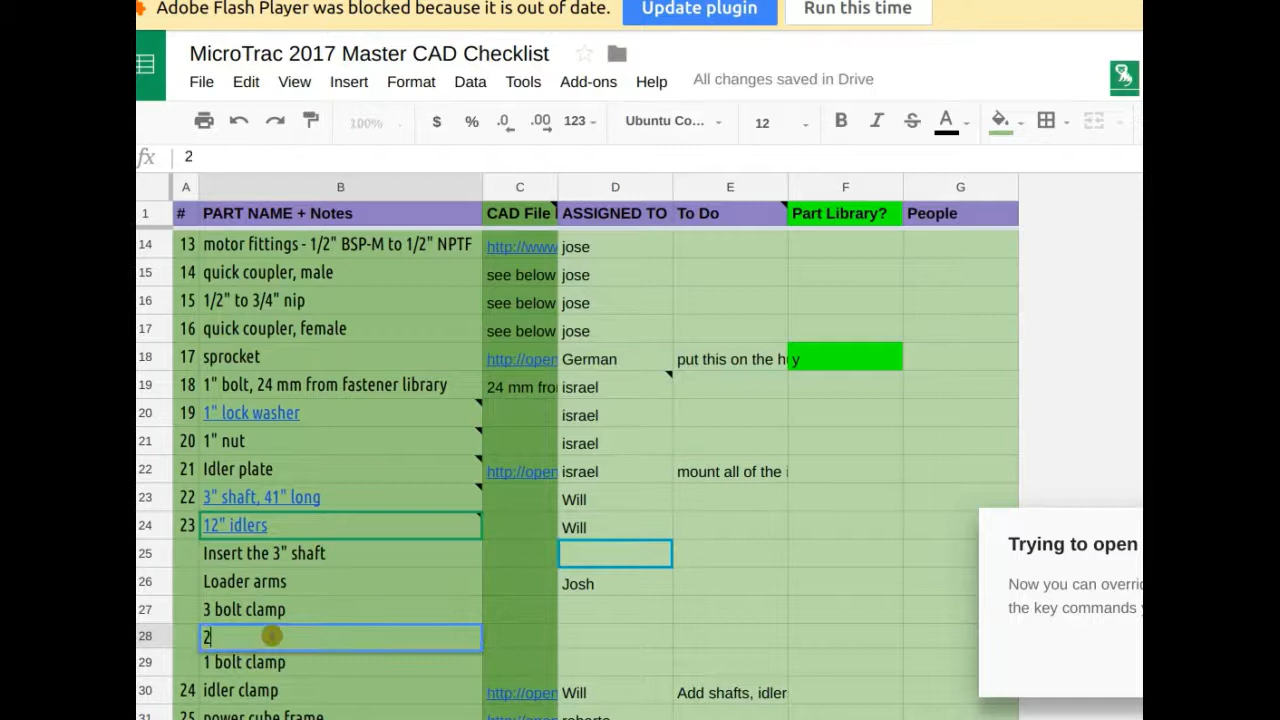 Adobe Flash Player was blocked because it is out of date. Update plugin Run this time
MicroTrac 2017 Master CAD Checklist
File Edit View Insert Format Data Tools Add-ons Help All changes saved in Drive
100% $ % .0 .00 123 Ubuntu Co... 12 B I S A
fx 2
A B C D E F G
1 # PART NAME + Notes CAD File ASSIGNED TO To Do Part Library? People
14 13 motor fittings - 1/2" BSP-M to 1/2" NPTF http://www jose
15 14 quick coupler, male see below jose
16 15 1/2" to 3/4" nip see below jose
17 16 quick coupler, female see below jose
18 17 sprocket http://open German put this on the h y
19 18 1" bolt, 24 mm from fastener library 24 mm fro israel
20 19 1" lock washer israel
21 20 1" nut israel
22 21 Idler plate http://open israel mount all of the i
23 22 3" shaft, 41" long Will
24 23 12" idlers Will
25 Insert the 3" shaft
26 Loader arms Josh
27 3 bolt clamp
28 2
29 1 bolt clamp
30 24 idler clamp http://open Will Add shafts, idler
31 25 power cube frame http://open roberto
Trying to open
Now you can overri
the key commands